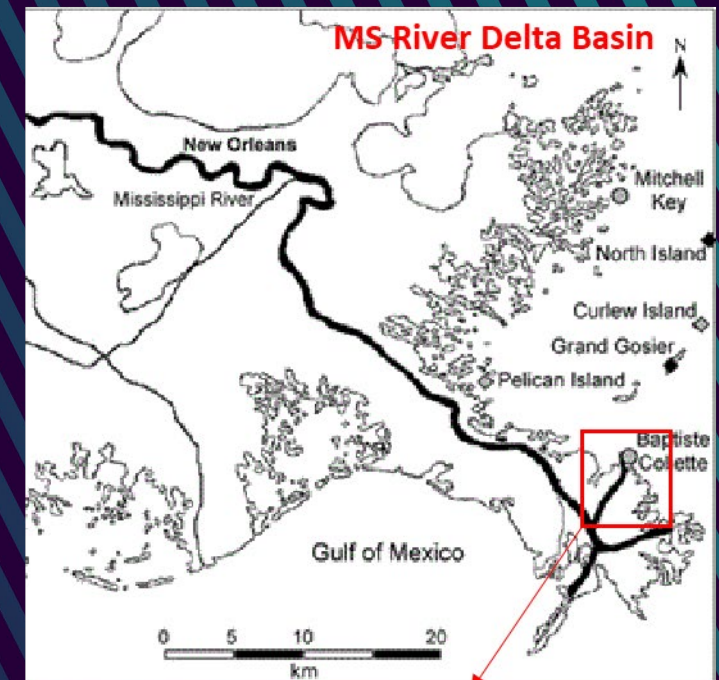 MS River Delta Basin
N
New Orleans
Mississippi River
Mitchell
Key
North Island
Curlew Island
Grand Gosier
Pelican Island
Baptiste
Collette
Gulf of Mexico
0 5 10 20
km